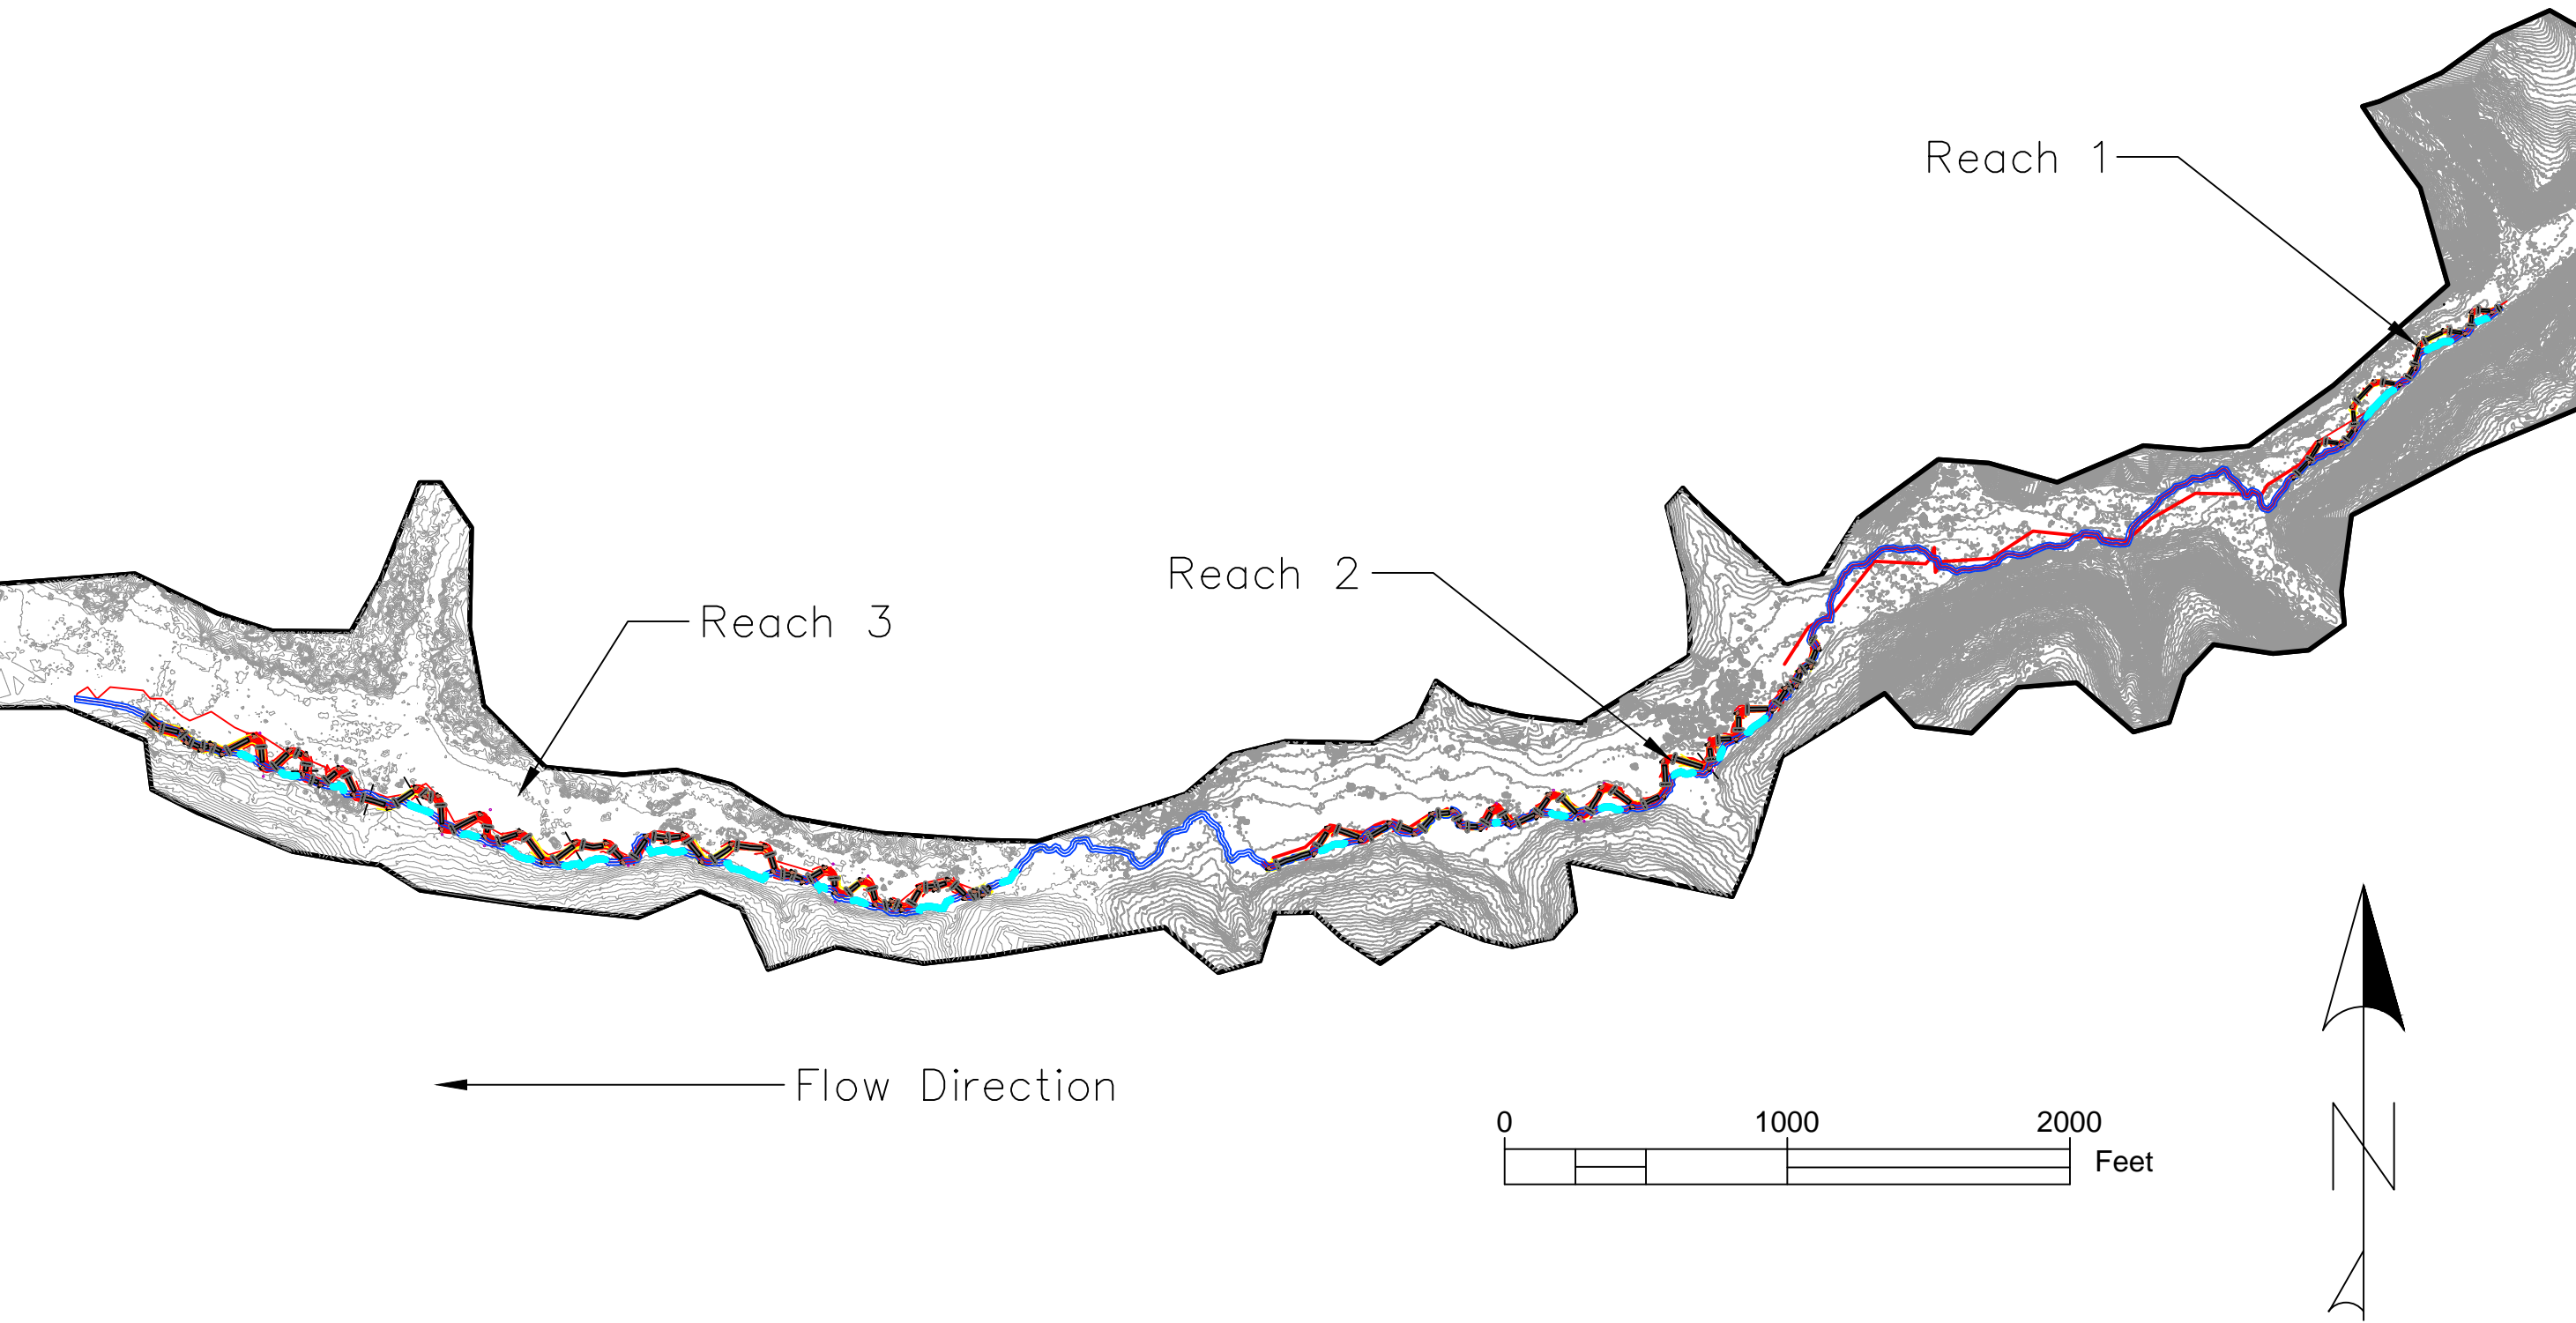 Reach 1
Reach 2
Reach 3
Flow Direction
0 1000 2000
Feet
N